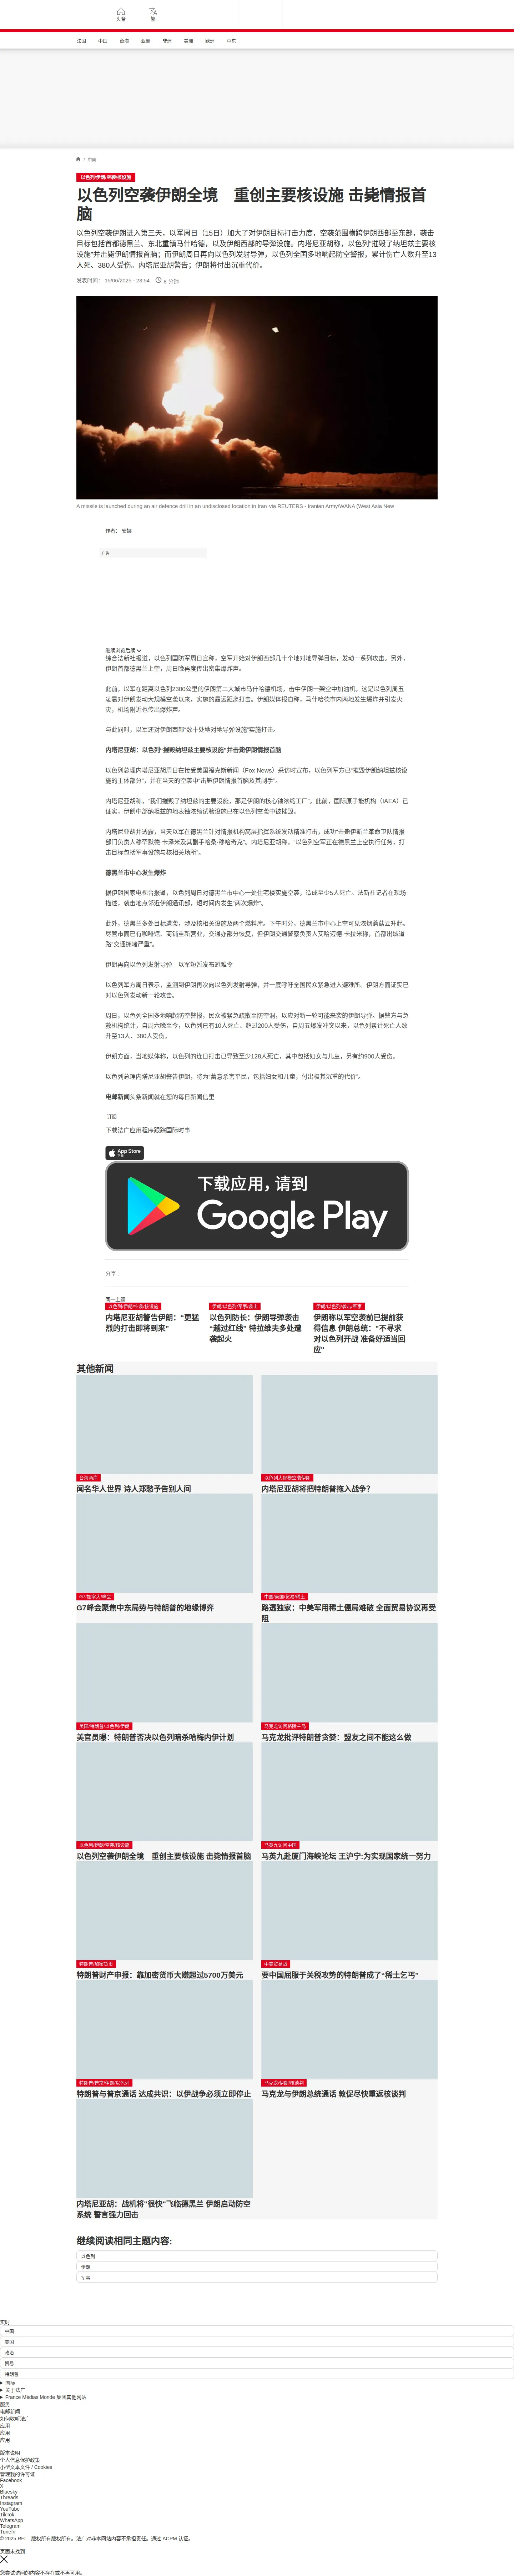 头条
繁
法国
中国
台海
亚洲
非洲
美洲
欧洲
中东
/ 中东
以色列/伊朗/空袭/核设施
以色列空袭伊朗全境 重创主要核设施 击毙情报首
脑
以色列空袭伊朗进入第三天，以军周日（15日）加大了对伊朗目标打击力度，空袭范围横跨伊朗西部至东部，袭击
目标包括首都德黑兰、东北重镇马什哈德，以及伊朗西部的导弹设施。内塔尼亚胡称，以色列“摧毁了纳坦兹主要核
设施”并击毙伊朗情报首脑；而伊朗周日再向以色列发射导弹，以色列全国多地响起防空警报，累计伤亡人数升至13
人死、380人受伤。内塔尼亚胡警告；伊朗将付出沉重代价。
发表时间： 15/06/2025 - 23:54
8 分钟
A missile is launched during an air defence drill in an undisclosed location in Iran via REUTERS - Iranian Army/WANA (West Asia New
作者： 安娜
广告
继续浏览后续
综合法新社报道，以色列国防军周日宣称，空军开始对伊朗西部几十个地对地导弹目标，发动一系列攻击。另外，
伊朗首都德黑兰上空，周日晚再度传出密集爆炸声。
此前，以军在距离以色列2300公里的伊朗第二大城市马什哈德机场，击中伊朗一架空中加油机，这是以色列周五
凌晨对伊朗发动大规模空袭以来，实施的最远距离打击。伊朗媒体报道称，马什哈德市内两地发生爆炸并引发火
灾，机场附近也传出爆炸声。
与此同时，以军还对伊朗西部“数十处地对地导弹设施”实施打击。
内塔尼亚胡：以色列“摧毁纳坦兹主要核设施”并击毙伊朗情报首脑
以色列总理内塔尼亚胡周日在接受美国福克斯新闻（Fox News）采访时宣布，以色列军方已“摧毁伊朗纳坦兹核设
施的主体部分”，并在当天的空袭中“击毙伊朗情报首脑及其副手”。
内塔尼亚胡称，“我们摧毁了纳坦兹的主要设施，那是伊朗的核心铀浓缩工厂”。此前，国际原子能机构（IAEA）已
证实，伊朗中部纳坦兹的地表铀浓缩试验设施已在以色列空袭中被摧毁。
内塔尼亚胡并透露，当天以军在德黑兰针对情报机构高层指挥系统发动精准打击，成功“击毙伊斯兰革命卫队情报
部门负责人穆罕默德·卡泽米及其副手哈桑·穆哈奇克”。内塔尼亚胡称，“以色列空军正在德黑兰上空执行任务，打
击目标包括军事设施与核相关场所”。
德黑兰市中心发生爆炸
据伊朗国家电视台报道，以色列周日对德黑兰市中心一处住宅楼实施空袭，造成至少5人死亡。法新社记者在现场
描述，袭击地点邻近伊朗通讯部，短时间内发生“两次爆炸”。
此外，德黑兰多处目标遭袭，涉及核相关设施及两个燃料库。下午时分，德黑兰市中心上空可见浓烟蘑菇云升起。
尽管市面已有咖啡馆、商铺重新营业，交通亦部分恢复，但伊朗交通警察负责人艾哈迈德·卡拉米称，首都出城道
路“交通拥堵严重”。
伊朗再向以色列发射导弹 以军短暂发布避难令
以色列军方周日表示，监测到伊朗再次向以色列发射导弹，并一度呼吁全国民众紧急进入避难所。伊朗方面证实已
对以色列发动新一轮攻击。
周日，以色列全国多地响起防空警报，民众被紧急疏散至防空洞，以应对新一轮可能来袭的伊朗导弹。据警方与急
救机构统计，自周六晚至今，以色列已有10人死亡、超过200人受伤，自周五爆发冲突以来，以色列累计死亡人数
升至13人、380人受伤。
伊朗方面，当地媒体称，以色列的连日打击已导致至少128人死亡，其中包括妇女与儿童，另有约900人受伤。
以色列总理内塔尼亚胡警告伊朗，将为“蓄意杀害平民，包括妇女和儿童，付出极其沉重的代价”。
电邮新闻头条新闻就在您的每日新闻信里
订阅
下载法广应用程序跟踪国际时事
App Store
下载
下载应用，请到
Google Play
分享 :
同一主题
以色列/伊朗/空袭/核设施
内塔尼亚胡警告伊朗：“更猛
烈的打击即将到来”
伊朗/以色列/军事/袭击
以色列防长：伊朗导弹袭击
“越过红线” 特拉维夫多处遭
袭起火
伊朗/以色列/袭击/军事
伊朗称以军空袭前已提前获
得信息 伊朗总统：“不寻求
对以色列开战 准备好适当回
应”
其他新闻
台海两岸
闻名华人世界 诗人郑愁予告别人间
以色列大规模空袭伊朗
内塔尼亚胡将把特朗普拖入战争？
G7/加拿大/峰会
G7峰会聚焦中东局势与特朗普的地缘博弈
中国/美国/贸易/稀土
路透独家：中美军用稀土僵局难破 全面贸易协议再受
阻
美国/特朗普/以色列/伊朗
美官员曝：特朗普否决以色列暗杀哈梅内伊计划
马克龙访问格陵兰岛
马克龙批评特朗普贪婪：盟友之间不能这么做
以色列/伊朗/空袭/核设施
以色列空袭伊朗全境 重创主要核设施 击毙情报首脑
马英九访问中国
马英九赴厦门海峡论坛 王沪宁:为实现国家统一努力
特朗普/加密货币
特朗普财产申报：靠加密货币大赚超过5700万美元
中美贸易战
要中国屈服于关税攻势的特朗普成了“稀土乞丐”
特朗普/普京/伊朗/以色列
特朗普与普京通话 达成共识：以伊战争必须立即停止
马克龙/伊朗/核谈判
马克龙与伊朗总统通话 敦促尽快重返核谈判
内塔尼亚胡：战机将“很快”飞临德黑兰 伊朗启动防空
系统 誓言强力回击
继续阅读相同主题内容:
以色列
伊朗
军事
实时
中国
美国
政治
贸易
特朗普
国际
关于法广
France Médias Monde 集团其他网站
服务
电邮新闻
如何收听法广
应用
应用
应用
版本说明
个人信息保护政策
小型文本文件 / Cookies
管理我的许可证
Facebook
X
Bluesky
Threads
Instagram
YouTube
TikTok
WhatsApp
Telegram
TuneIn
© 2025 RFI – 版权所有版权所有。法广对非本网站内容不承担责任。通过 ACPM 认证。
页面未找到
您尝试访问的内容不存在或不再可用。